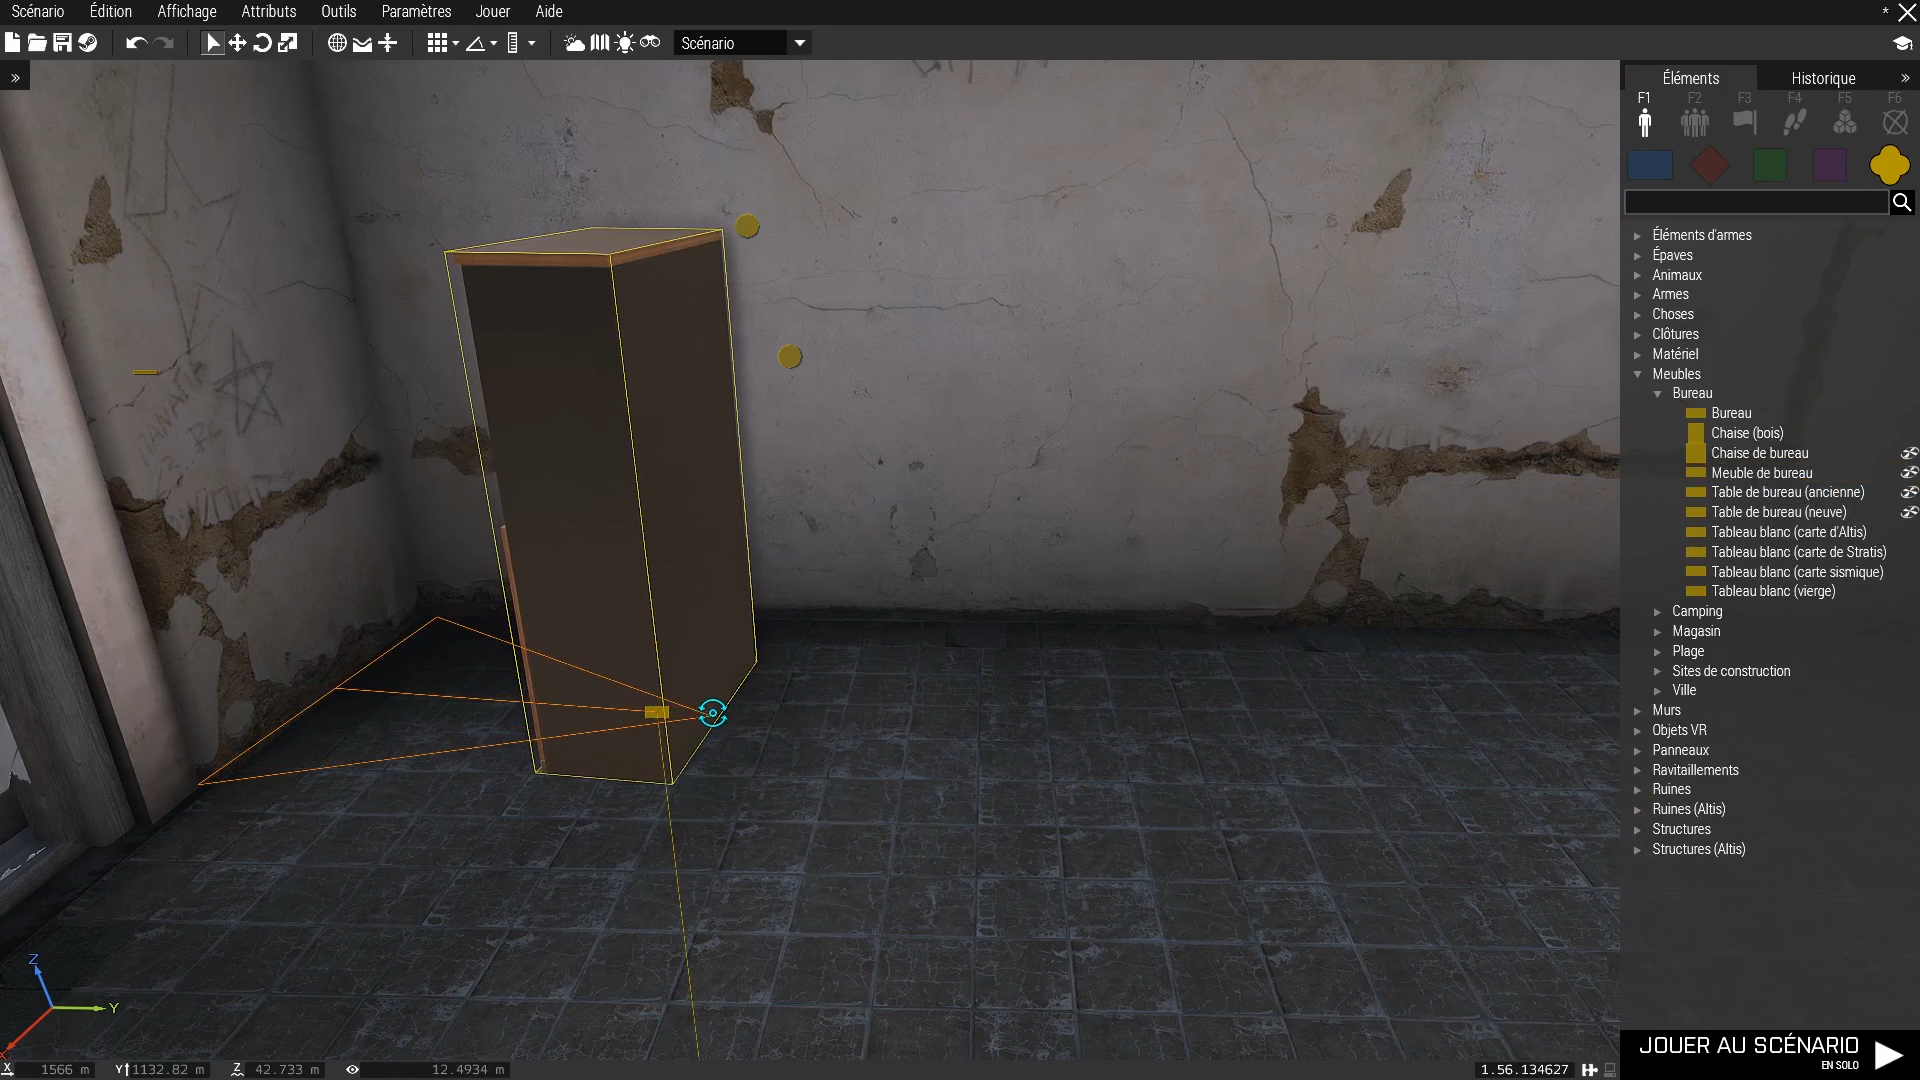 Scénario Édition Affichage Attributs Outils Paramètres Jouer Aide *
Scénario
Éléments Historique
F1 F2 F3 F4 F5 F6
Éléments d'armes
Épaves
Animaux
Armes
Choses
Clôtures
Matériel
Meubles
Bureau
Bureau
Chaise (bois)
Chaise de bureau
Meuble de bureau
Table de bureau (ancienne)
Table de bureau (neuve)
Tableau blanc (carte d'Altis)
Tableau blanc (carte de Stratis)
Tableau blanc (carte sismique)
Tableau blanc (vierge)
Camping
Magasin
Plage
Sites de construction
Ville
Murs
Objets VR
Panneaux
Ravitaillements
Ruines
Ruines (Altis)
Structures
Structures (Altis)
Z
Y
X
JOUER AU SCÉNARIO
EN SOLO
X 1566 m Y 1132.82 m Z 42.733 m 12.4934 m 1.56.134627